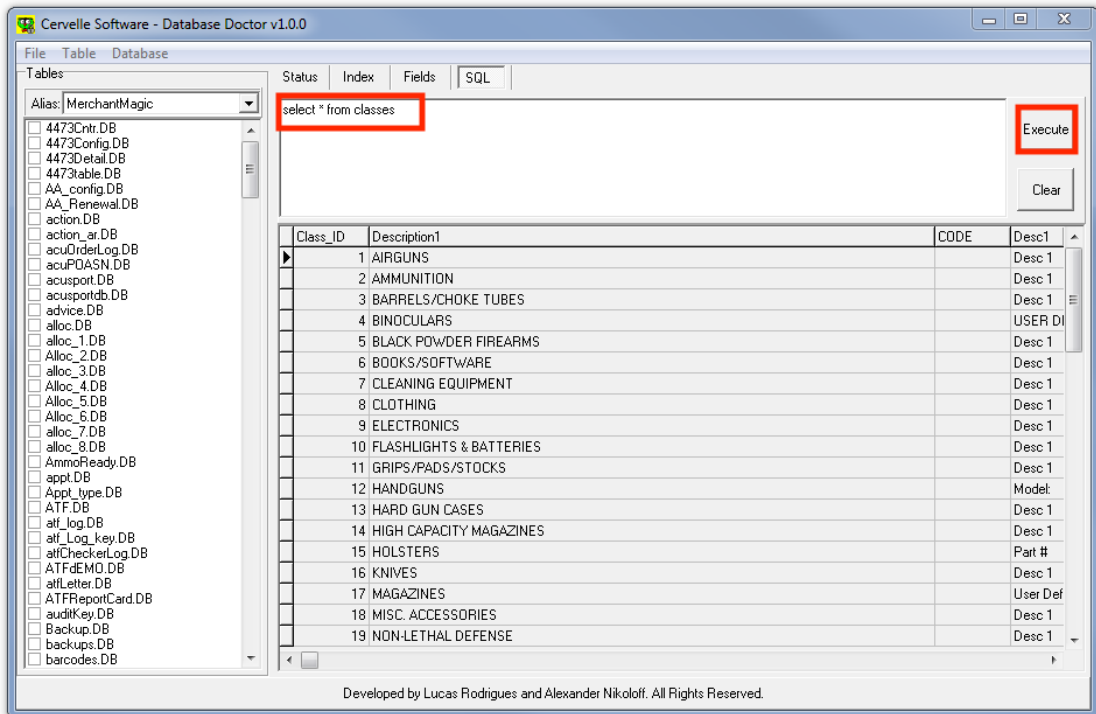 Cervelle Software - Database Doctor v1.0.0
File Table Database
Tables
Alias: MerchantMagic
4473Cntr.DB
4473Config.DB
4473Detail.DB
4473table.DB
AA_config.DB
AA_Renewal.DB
action.DB
action_ar.DB
acuOrderLog.DB
acuPOASN.DB
acusport.DB
acusportdb.DB
advice.DB
alloc.DB
alloc_1.DB
Alloc_2.DB
alloc_3.DB
Alloc_4.DB
Alloc_5.DB
Alloc_6.DB
alloc_7.DB
alloc_8.DB
AmmoReady.DB
appt.DB
Appt_type.DB
ATF.DB
atf_log.DB
atf_Log_key.DB
atfCheckerLog.DB
ATFdEMO.DB
atfLetter.DB
ATFReportCard.DB
auditKey.DB
Backup.DB
backups.DB
barcodes.DB
Status Index Fields SQL
select * from classes
Execute
Clear
Class_ID Description1 CODE Desc1
1 AIRGUNS Desc 1
2 AMMUNITION Desc 1
3 BARRELS/CHOKE TUBES Desc 1
4 BINOCULARS USER DI
5 BLACK POWDER FIREARMS Desc 1
6 BOOKS/SOFTWARE Desc 1
7 CLEANING EQUIPMENT Desc 1
8 CLOTHING Desc 1
9 ELECTRONICS Desc 1
10 FLASHLIGHTS & BATTERIES Desc 1
11 GRIPS/PADS/STOCKS Desc 1
12 HANDGUNS Model:
13 HARD GUN CASES Desc 1
14 HIGH CAPACITY MAGAZINES Desc 1
15 HOLSTERS Part #
16 KNIVES Desc 1
17 MAGAZINES User Def
18 MISC. ACCESSORIES Desc 1
19 NON-LETHAL DEFENSE Desc 1
Developed by Lucas Rodrigues and Alexander Nikoloff. All Rights Reserved.